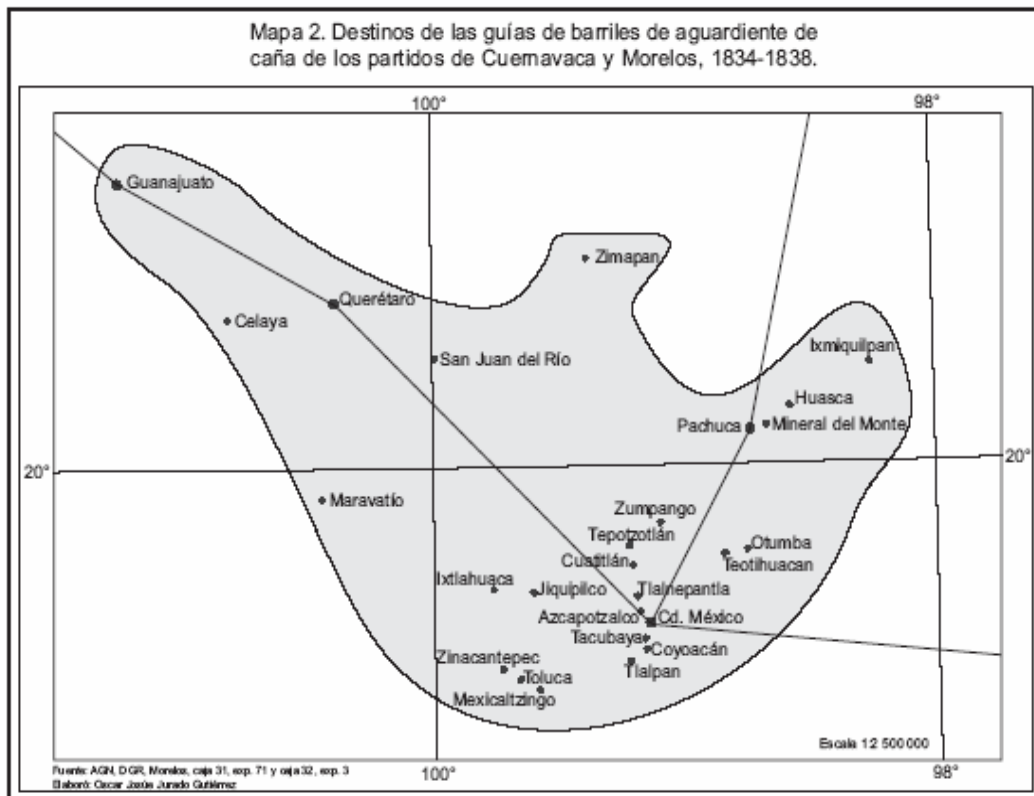 Mapa 2. Destinos de las guías de barriles de aguardiente de
caña de los partidos de Cuernavaca y Morelos, 1834-1838.
100°
98°
Guanajuato
Zimapan
Querétaro
Celaya
Ixmiquilpan
San Juan del Río
Huasca
Pachuca
Mineral del Monte
20°
20°
Maravatío
Zumpango
Tepotzotlán
Otumba
Cuatitlán
Teotihuacan
Ixtlahuaca
Jiquipilco
Tlalnepantla
Azcapotzalco
Cd. México
Tacubaya
Coyoacán
Zinacantepec
Tlalpan
Toluca
Mexicaltzingo
Escala 1:2 500 000
Fuente: AGN, DGR, Morelos, caja 31, exp. 71 y caja 32, exp. 3
Elaboró: Oscar Josúe Jurado Gutiérrez
100°
98°